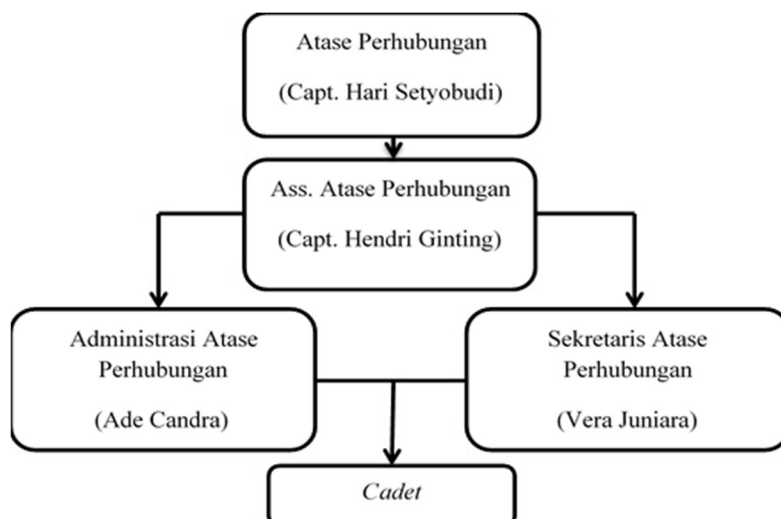 Atase Perhubungan
(Capt. Hari Setyobudi)
Ass. Atase Perhubungan
(Capt. Hendri Ginting)
Administrasi Atase
Perhubungan
(Ade Candra)
Sekretaris Atase
Perhubungan
(Vera Juniara)
Cadet